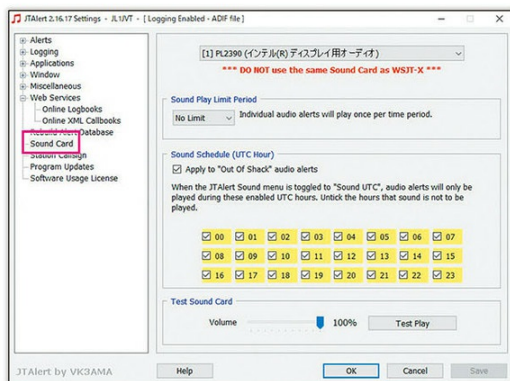 JTAlert 2.16.17 Settings - JL1JVT - [ Logging Enabled - ADIF file ]
Alerts
Logging
Applications
Window
Miscellaneous
Web Services
Online Logbooks
Online XML Callbooks
Rebuild Alert Database
Sound Card
Station Callsign
Program Updates
Software Usage License
[1] PL2390 (インテル(R) ディスプレイ用オーディオ)
*** DO NOT use the same Sound Card as WSJT-X ***
Sound Play Limit Period
No Limit Individual audio alerts will play once per time period.
Sound Schedule (UTC Hour)
Apply to "Out Of Shack" audio alerts
When the JTAlert Sound menu is toggled to "Sound UTC", audio alerts will only be
played during these enabled UTC hours. Untick the hours that sound is not to be
played.
00 01 02 03 04 05 06 07
08 09 10 11 12 13 14 15
16 17 18 19 20 21 22 23
Test Sound Card
Volume 100% Test Play
JTAlert by VK3AMA Help OK Cancel Save